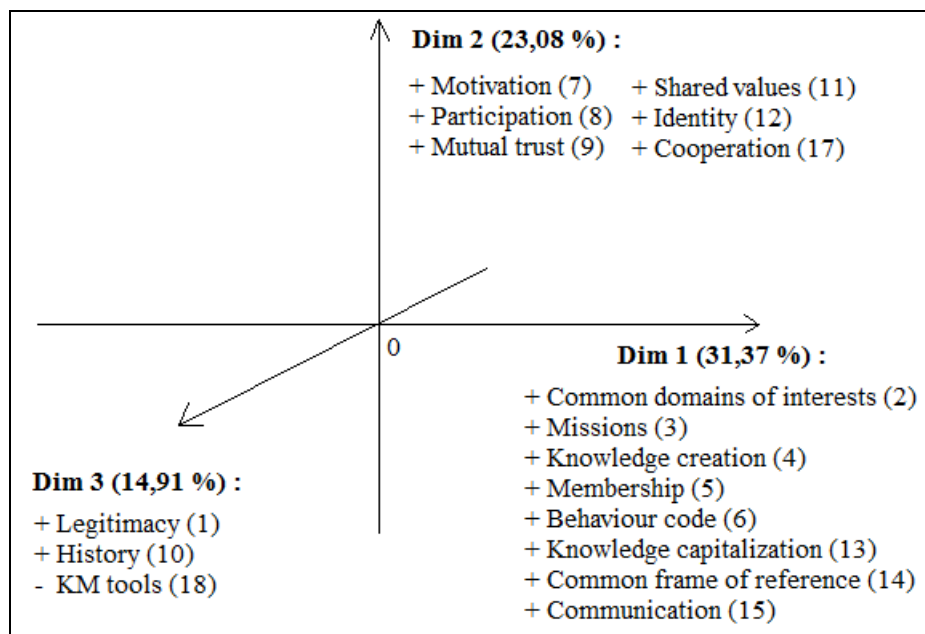 Dim 2 (23,08 %) :
+ Motivation (7) + Shared values (11)
+ Participation (8) + Identity (12)
+ Mutual trust (9) + Cooperation (17)
0
Dim 1 (31,37 %) :
+ Common domains of interests (2)
+ Missions (3)
+ Knowledge creation (4)
+ Membership (5)
+ Behaviour code (6)
+ Knowledge capitalization (13)
+ Common frame of reference (14)
+ Communication (15)
Dim 3 (14,91 %) :
+ Legitimacy (1)
+ History (10)
- KM tools (18)